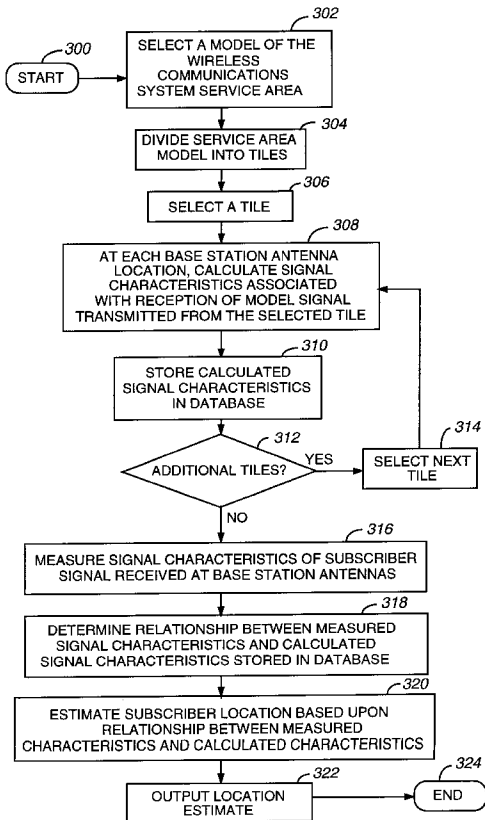 302
300
START
SELECT A MODEL OF THE
WIRELESS
COMMUNICATIONS
SYSTEM SERVICE AREA
304
DIVIDE SERVICE AREA
MODEL INTO TILES
306
SELECT A TILE
308
AT EACH BASE STATION ANTENNA
LOCATION, CALCULATE SIGNAL
CHARACTERISTICS ASSOCIATED
WITH RECEPTION OF MODEL SIGNAL
TRANSMITTED FROM THE SELECTED TILE
310
STORE CALCULATED
SIGNAL CHARACTERISTICS
IN DATABASE
312
ADDITIONAL TILES?
YES
314
SELECT NEXT
TILE
NO
316
MEASURE SIGNAL CHARACTERISTICS OF SUBSCRIBER
SIGNAL RECEIVED AT BASE STATION ANTENNAS
318
DETERMINE RELATIONSHIP BETWEEN MEASURED
SIGNAL CHARACTERISTICS AND CALCULATED
SIGNAL CHARACTERISTICS STORED IN DATABASE
320
ESTIMATE SUBSCRIBER LOCATION BASED UPON
RELATIONSHIP BETWEEN MEASURED
CHARACTERISTICS AND CALCULATED CHARACTERISTICS
322
OUTPUT LOCATION
ESTIMATE
324
END